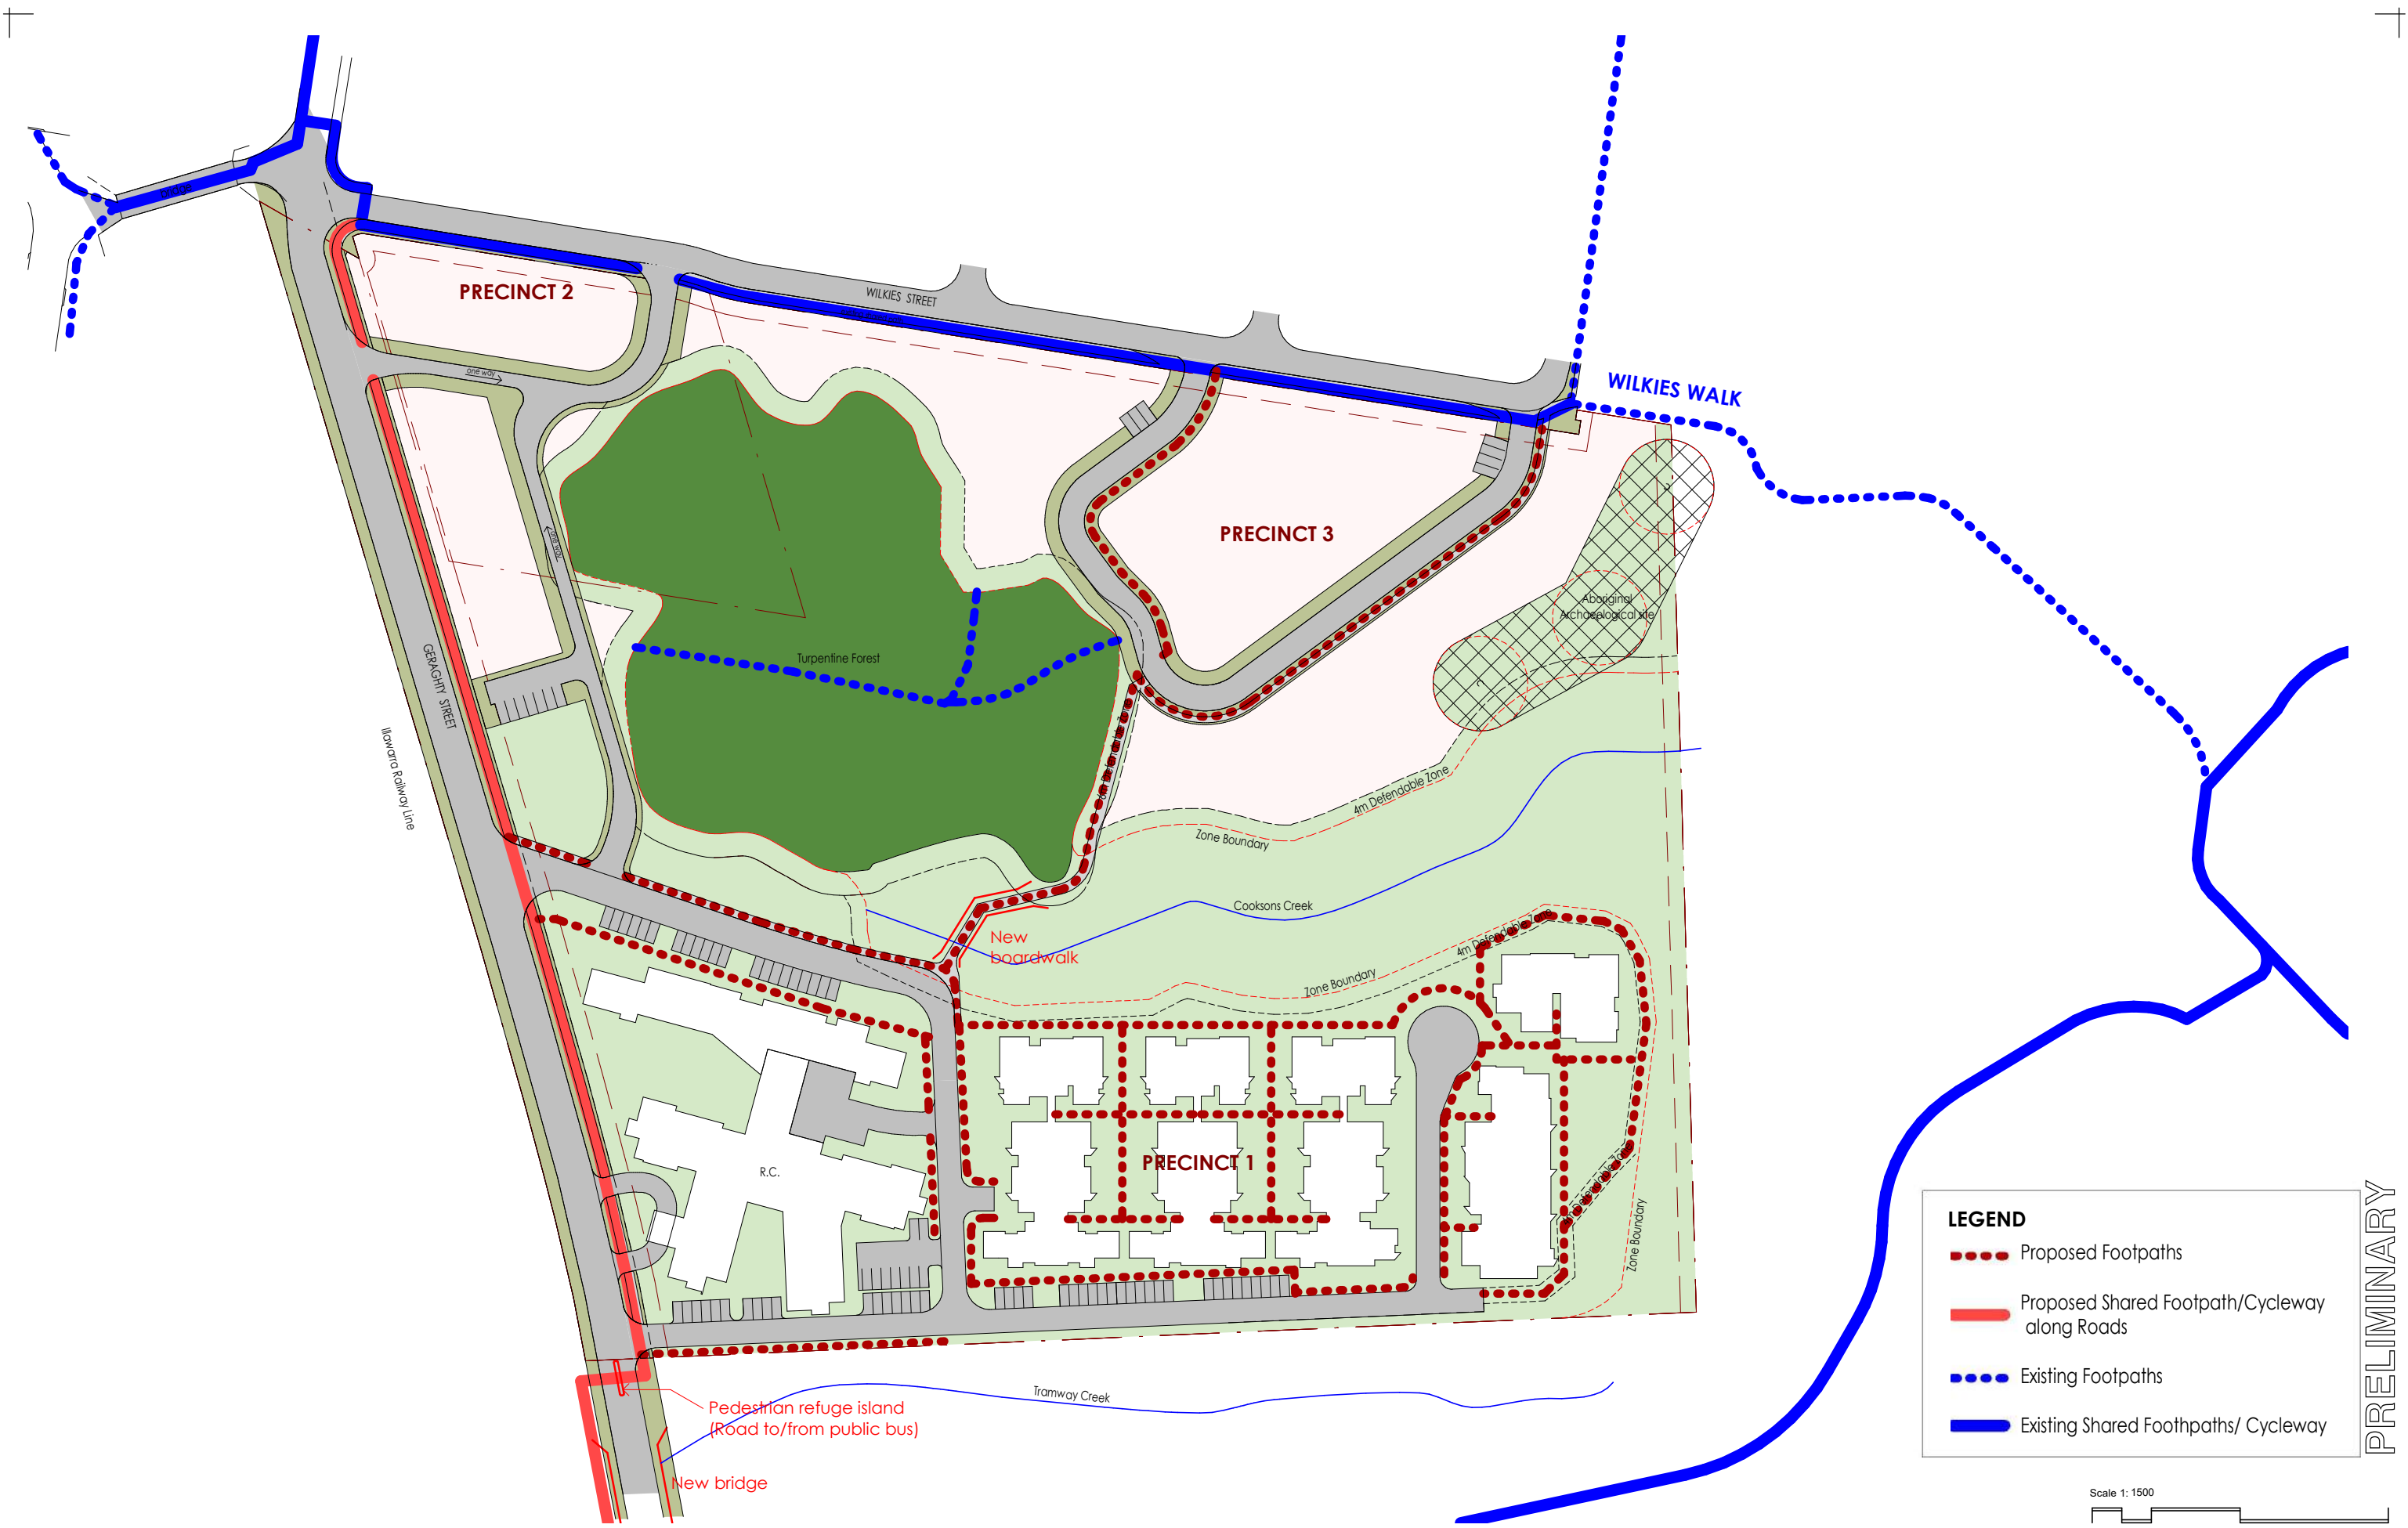 bridge
PRECINCT 2
WILKIES STREET
one way
WILKIES WALK
PRECINCT 3
one way
Aboriginal
Archaeological site
Turpentine Forest
GERAGHTY STREET
Illawarra Railway Line
4m Defendable Zone
Zone Boundary
Cooksons Creek
New
boardwalk
4m Defendable Zone
Zone Boundary
PRECINCT 1
R.C.
Zone Boundary
Tramway Creek
Pedestrian refuge island
(Road to/from public bus)
New bridge
LEGEND
Proposed Footpaths
Proposed Shared Footpath/Cycleway
along Roads
Existing Footpaths
Existing Shared Foothpaths/ Cycleway
PRELIMINARY
Scale 1: 1500